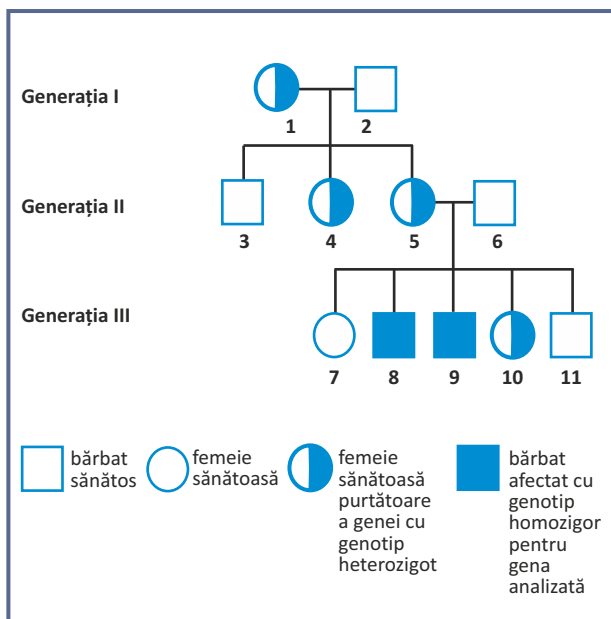 Generația I
1
2
Generația II
3
4
5
6
Generația III
7
8
9
10
11
bărbat
sănătos
femeie
sănătoasă
femeie
sănătoasă
purtătoare
a genei cu
genotip
heterozigot
bărbat
afectat cu
genotip
homozigor
pentru
gena
analizată